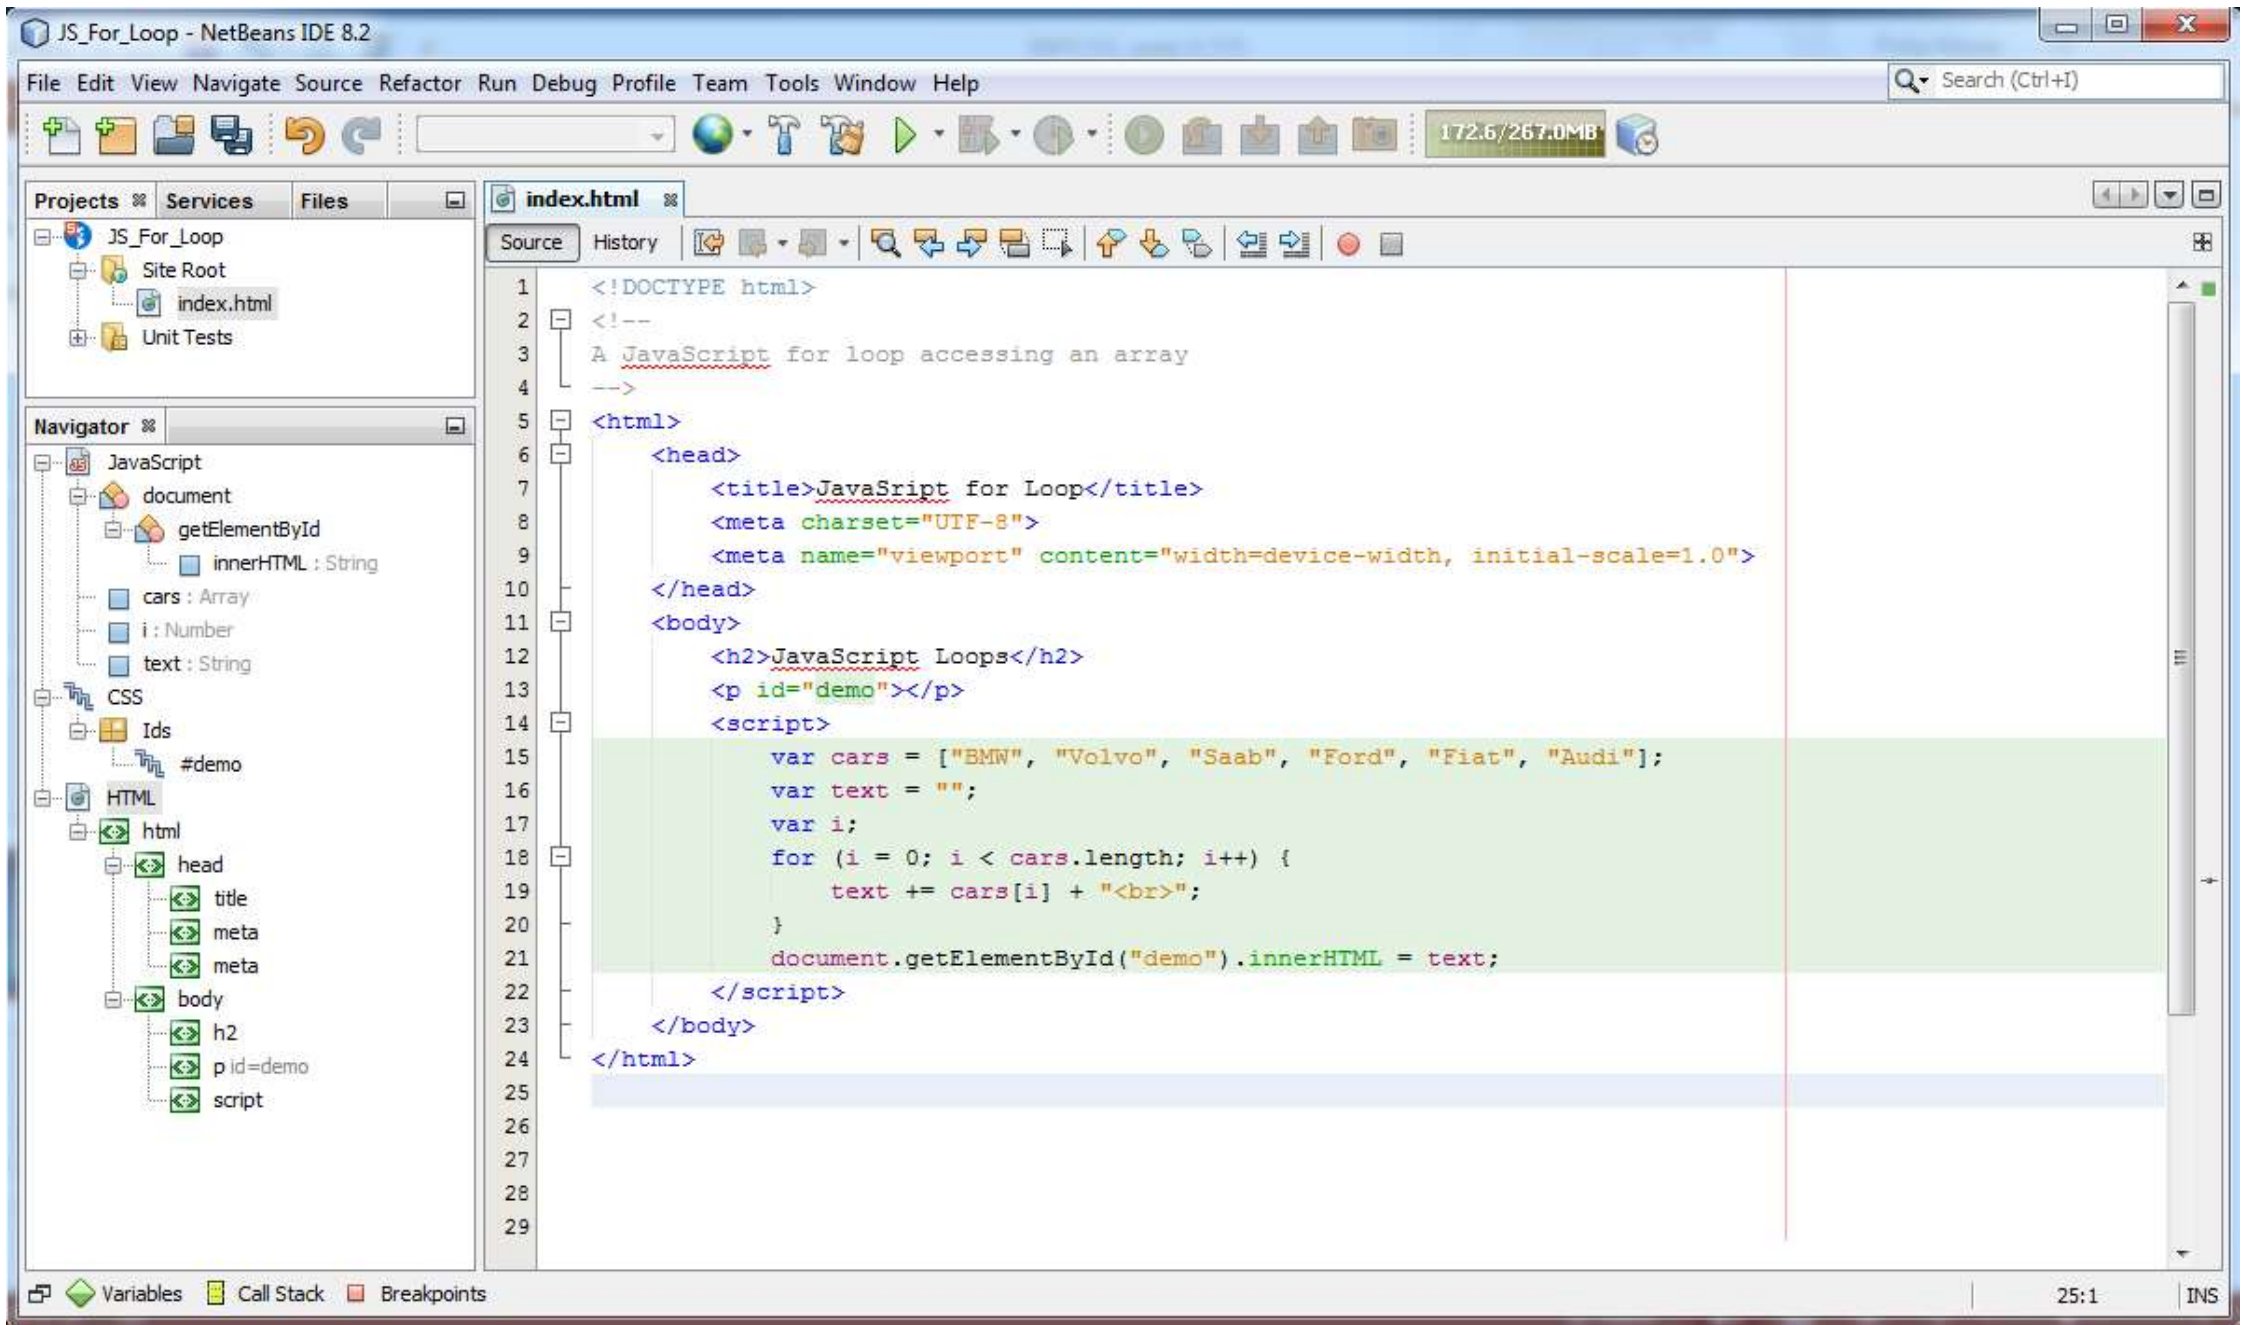 JS_For_Loop - NetBeans IDE 8.2
File Edit View Navigate Source Refactor Run Debug Profile Team Tools Window Help
Search (Ctrl+I)
172.6/267.0MB
Projects Services Files
JS_For_Loop
Site Root
index.html
Unit Tests
Navigator
JavaScript
document
getElementById
innerHTML : String
cars : Array
i : Number
text : String
CSS
Ids
#demo
HTML
html
head
title
meta
meta
body
h2
p id=demo
script
index.html
Source History
1 <!DOCTYPE html>
2 <!--
3 A JavaScript for loop accessing an array
4 -->
5 <html>
6 <head>
7 <title>JavaSript for Loop</title>
8 <meta charset="UTF-8">
9 <meta name="viewport" content="width=device-width, initial-scale=1.0">
10 </head>
11 <body>
12 <h2>JavaScript Loops</h2>
13 <p id="demo"></p>
14 <script>
15 var cars = ["BMW", "Volvo", "Saab", "Ford", "Fiat", "Audi"];
16 var text = "";
17 var i;
18 for (i = 0; i < cars.length; i++) {
19 text += cars[i] + "<br>";
20 }
21 document.getElementById("demo").innerHTML = text;
22 </script>
23 </body>
24 </html>
25
26
27
28
29
Variables Call Stack Breakpoints
25:1 INS